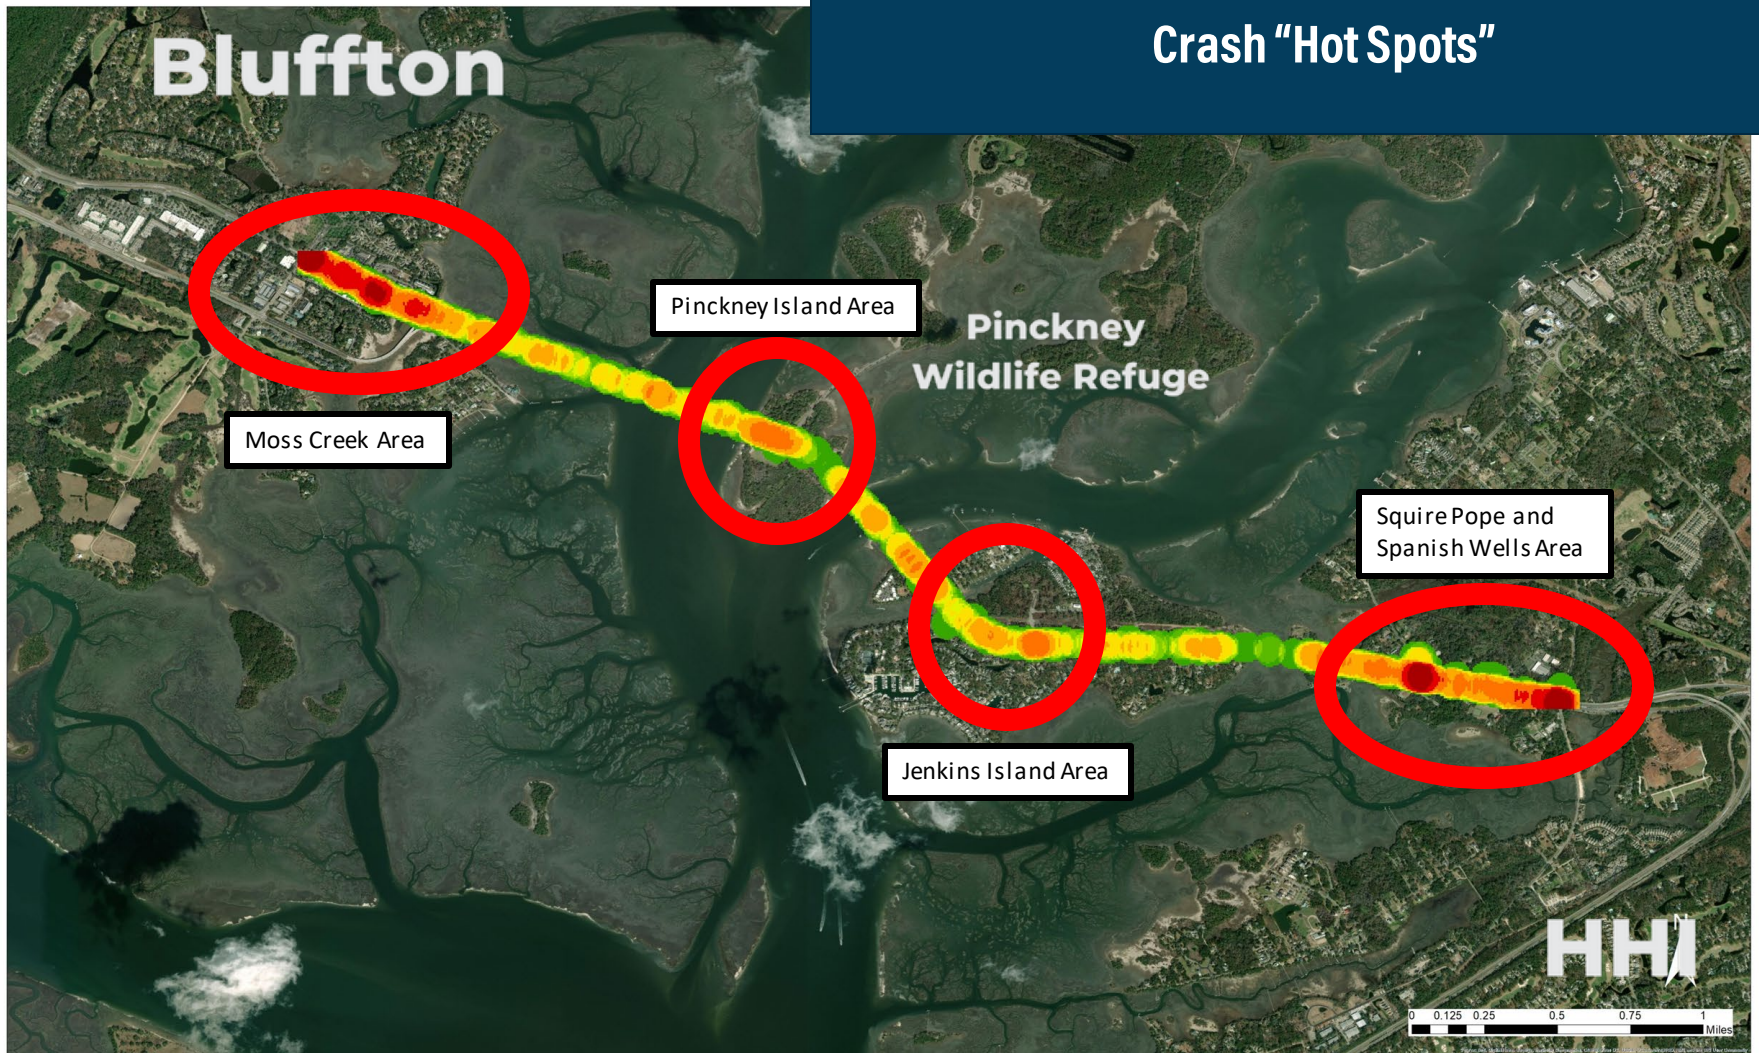 Crash “Hot Spots”
Bluffton
Pinckney Island Area
Pinckney
Wildlife Refuge
Moss Creek Area
Squire Pope and
Spanish Wells Area
Jenkins Island Area
HHI
N
0 0.125 0.25 0.5 0.75 1
Miles